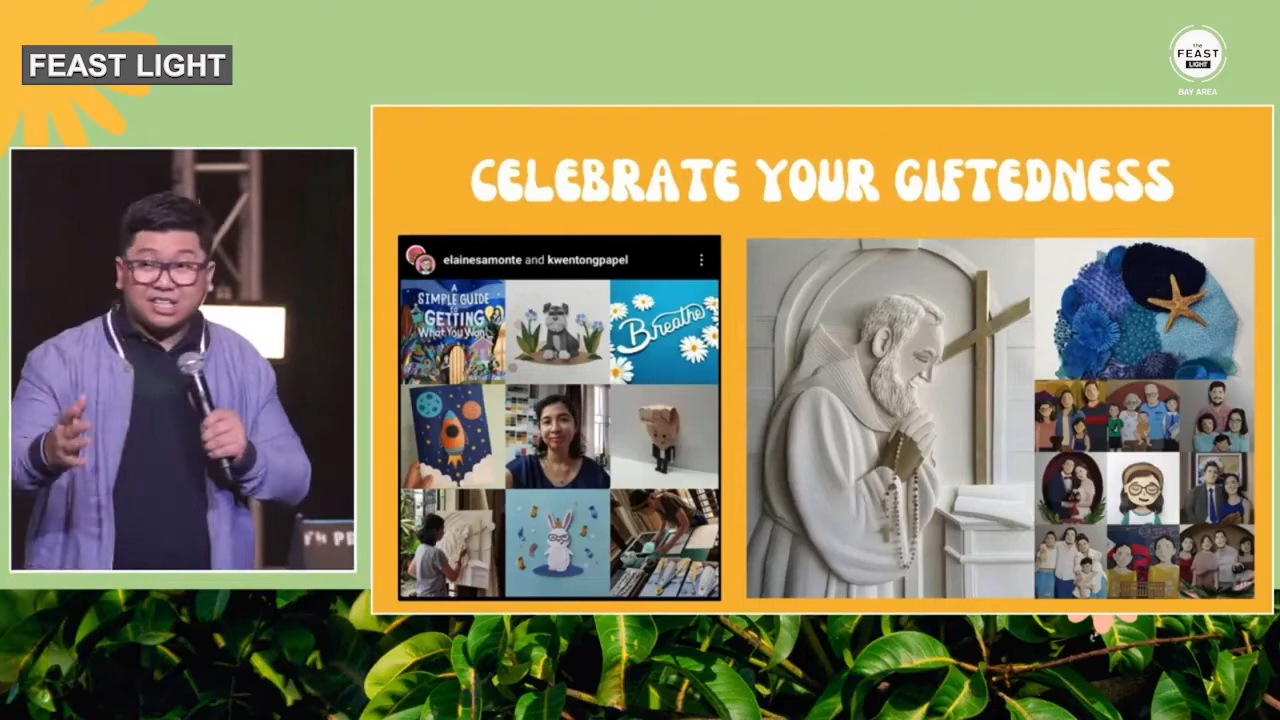 FEAST LIGHT
the
FEAST
LIGHT
BAY AREA
CELEBRATE YOUR GIFTEDNESS
elainesamonte and kwentongpapel
A
SIMPLE GUIDE
to
GETTING
What You Want
Breathe